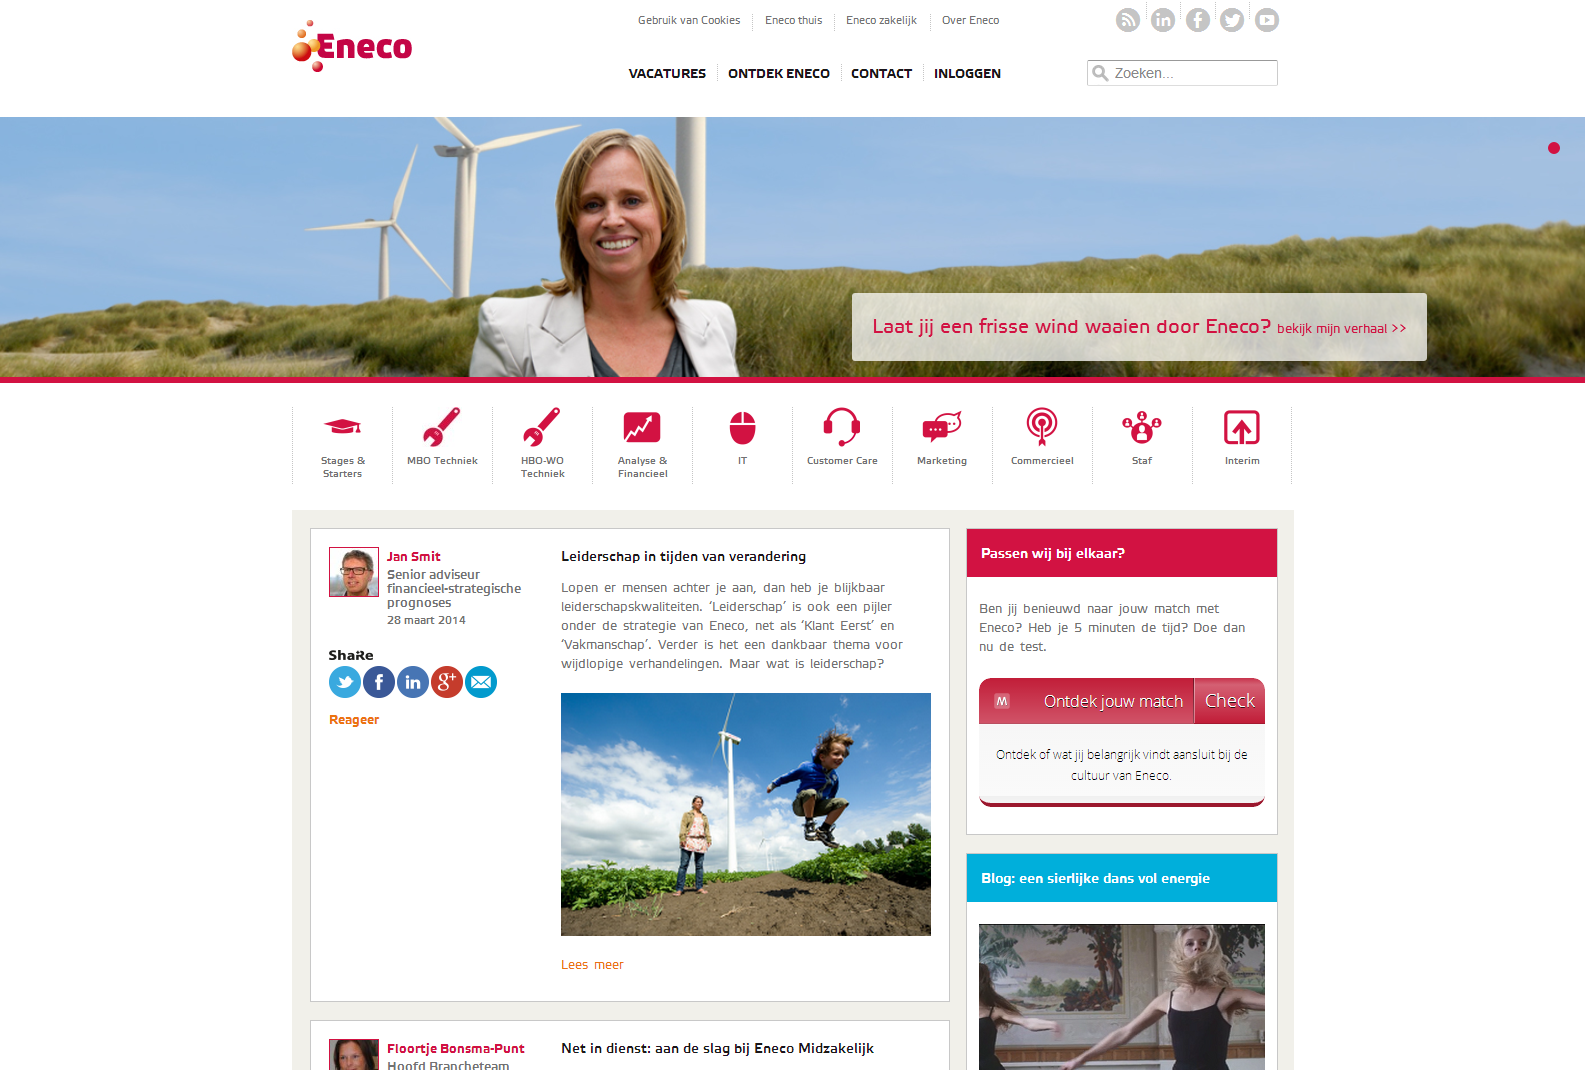 Gebruik van Cookies
Eneco thuis
Eneco zakelijk
Over Eneco
Eneco
VACATURES
ONTDEK ENECO
CONTACT
INLOGGEN
Zoeken...
Laat jij een frisse wind waaien door Eneco? bekijk mijn verhaal >>
Stages &
Starters
MBO Techniek
HBO-WO
Techniek
Analyse &
Financieel
IT
Customer Care
Marketing
Commercieel
Staf
Interim
Jan Smit
Senior adviseur
financieel-strategische
prognoses
28 maart 2014
Share
Reageer
Leiderschap in tijden van verandering
Lopen er mensen achter je aan, dan heb je blijkbaar
leiderschapskwaliteiten. ‘Leiderschap’ is ook een pijler
onder de strategie van Eneco, net als ‘Klant Eerst’ en
‘Vakmanschap’. Verder is het een dankbaar thema voor
wijdlopige verhandelingen. Maar wat is leiderschap?
Lees meer
Passen wij bij elkaar?
Ben jij benieuwd naar jouw match met
Eneco? Heb je 5 minuten de tijd? Doe dan
nu de test.
M Ontdek jouw match Check
Ontdek of wat jij belangrijk vindt aansluit bij de
cultuur van Eneco.
Blog: een sierlijke dans vol energie
Floortje Bonsma-Punt
Hoofd Brancheteam
Net in dienst: aan de slag bij Eneco Midzakelijk